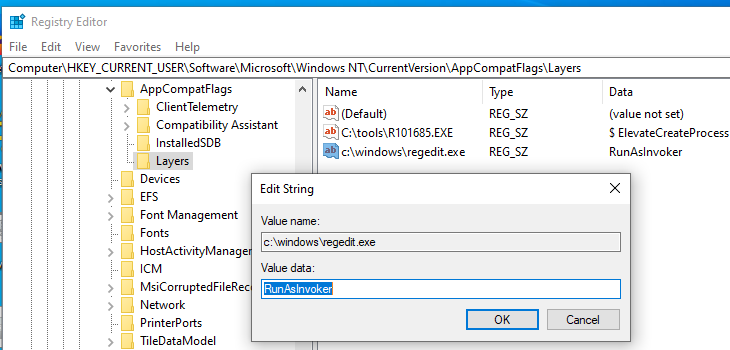 Registry Editor
File Edit View Favorites Help
Computer\HKEY_CURRENT_USER\Software\Microsoft\Windows NT\CurrentVersion\AppCompatFlags\Layers
AppCompatFlags
ClientTelemetry
Compatibility Assistant
InstalledSDB
Layers
Devices
EFS
Font Management
Fonts
HostActivityManager
ICM
MsiCorruptedFileReco
Network
PrinterPorts
TileDataModel
Name Type Data
ab (Default) REG_SZ (value not set)
ab C:\tools\R101685.EXE REG_SZ $ ElevateCreateProcess
ab c:\windows\regedit.exe REG_SZ RunAsInvoker
Edit String
Value name:
c:\windows\regedit.exe
Value data:
RunAsInvoker
OK Cancel